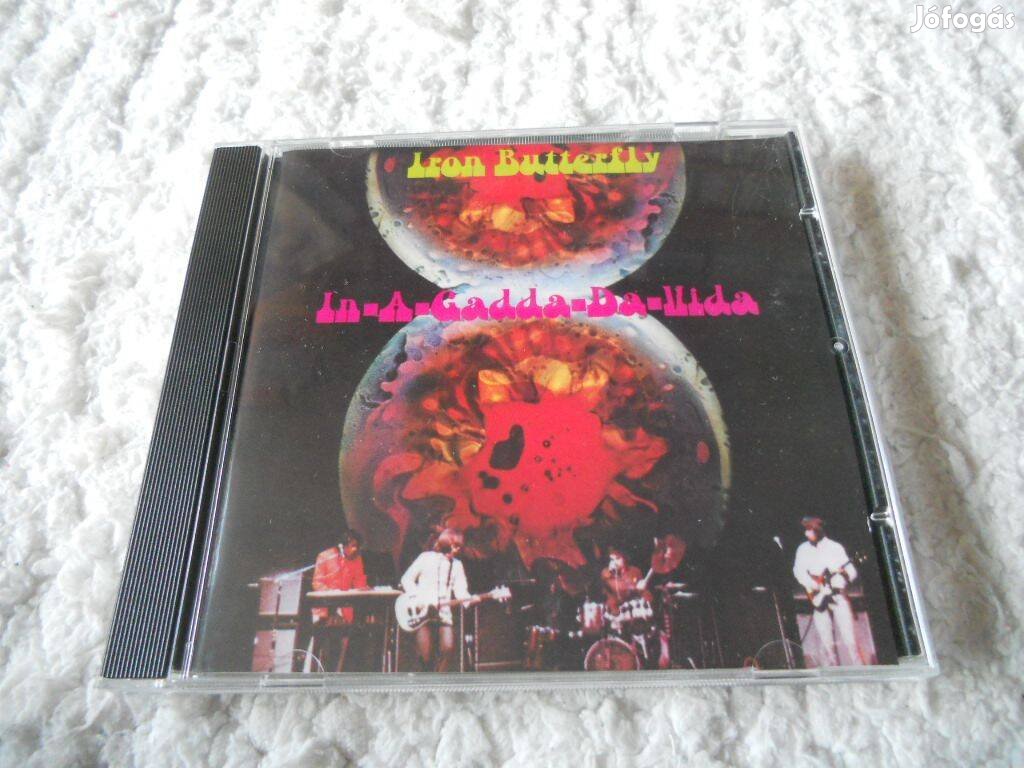 Jófogás
Iron Butterfly
In-A-Gadda-Da-Vida